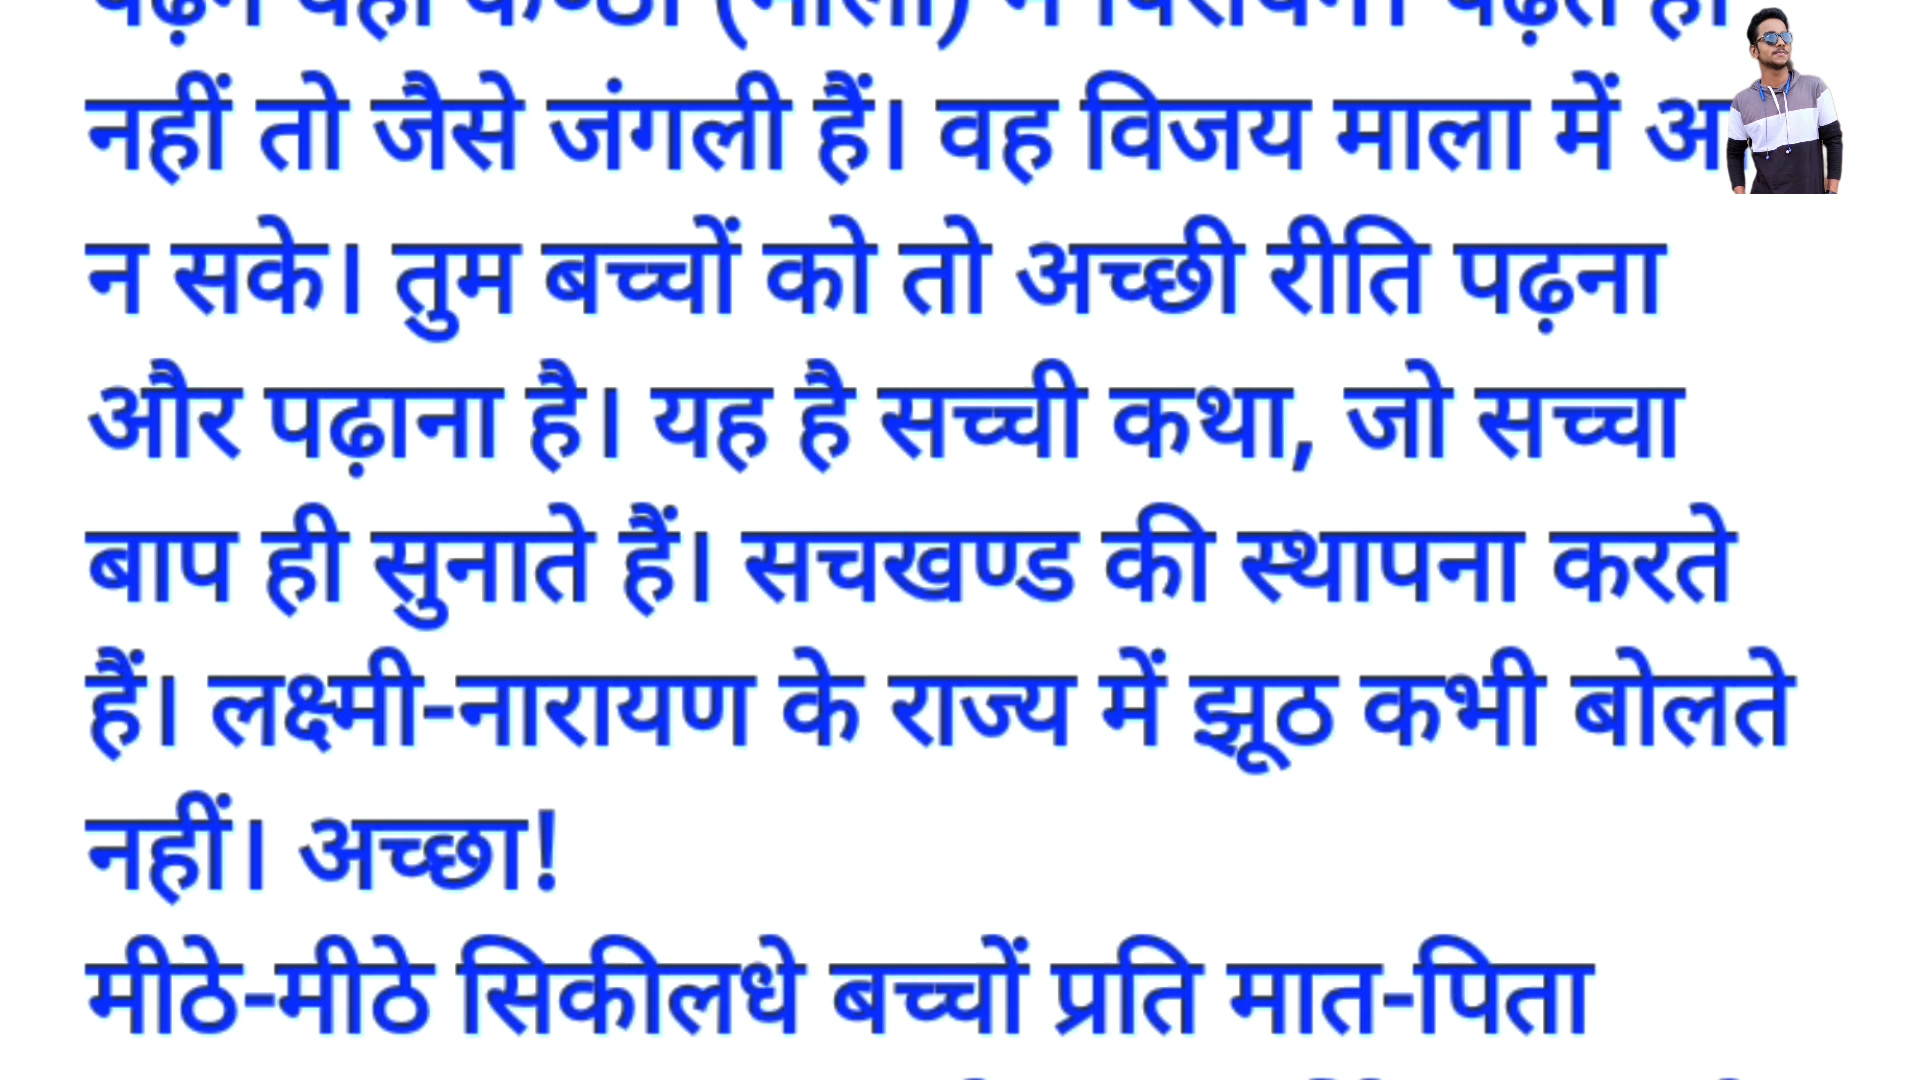 नहीं तो जैसे जंगली हैं। वह विजय माला में आ
न सके। तुम बच्चों को तो अच्छी रीति पढ़ना
और पढ़ाना है। यह है सच्ची कथा, जो सच्चा
बाप ही सुनाते हैं। सचखण्ड की स्थापना करते
हैं। लक्ष्मी-नारायण के राज्य में झूठ कभी बोलते
नहीं। अच्छा!
मीठे-मीठे सिकीलधे बच्चों प्रति मात-पिता